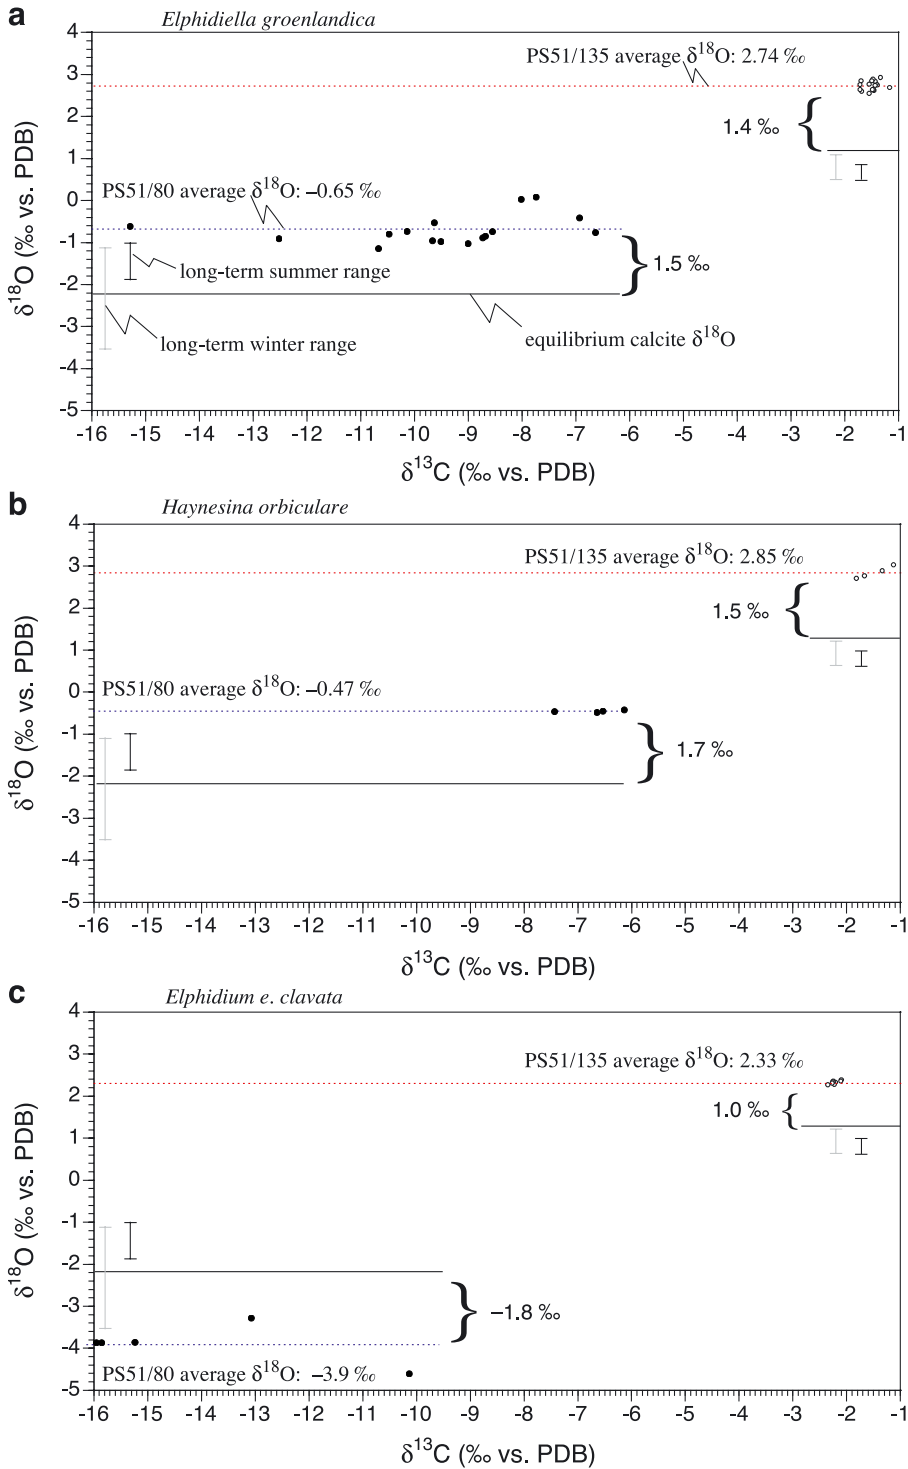 a
Elphidiella groenlandica
4
3
2
1
0
-1
-2
-3
-4
-5
δ¹⁸O (‰ vs. PDB)
PS51/135 average δ¹⁸O: 2.74 ‰
1.4 ‰
PS51/80 average δ¹⁸O: –0.65 ‰
long-term summer range
1.5 ‰
long-term winter range
equilibrium calcite δ¹⁸O
-16 -15 -14 -13 -12 -11 -10 -9 -8 -7 -6 -5 -4 -3 -2 -1
δ¹³C (‰ vs. PDB)
b
Haynesina orbiculare
4
3
2
1
0
-1
-2
-3
-4
-5
δ¹⁸O (‰ vs. PDB)
PS51/135 average δ¹⁸O: 2.85 ‰
1.5 ‰
PS51/80 average δ¹⁸O: –0.47 ‰
1.7 ‰
-16 -15 -14 -13 -12 -11 -10 -9 -8 -7 -6 -5 -4 -3 -2 -1
δ¹³C (‰ vs. PDB)
c
Elphidium e. clavata
4
3
2
1
0
-1
-2
-3
-4
-5
δ¹⁸O (‰ vs. PDB)
PS51/135 average δ¹⁸O: 2.33 ‰
1.0 ‰
–1.8 ‰
PS51/80 average δ¹⁸O: –3.9 ‰
-16 -15 -14 -13 -12 -11 -10 -9 -8 -7 -6 -5 -4 -3 -2 -1
δ¹³C (‰ vs. PDB)